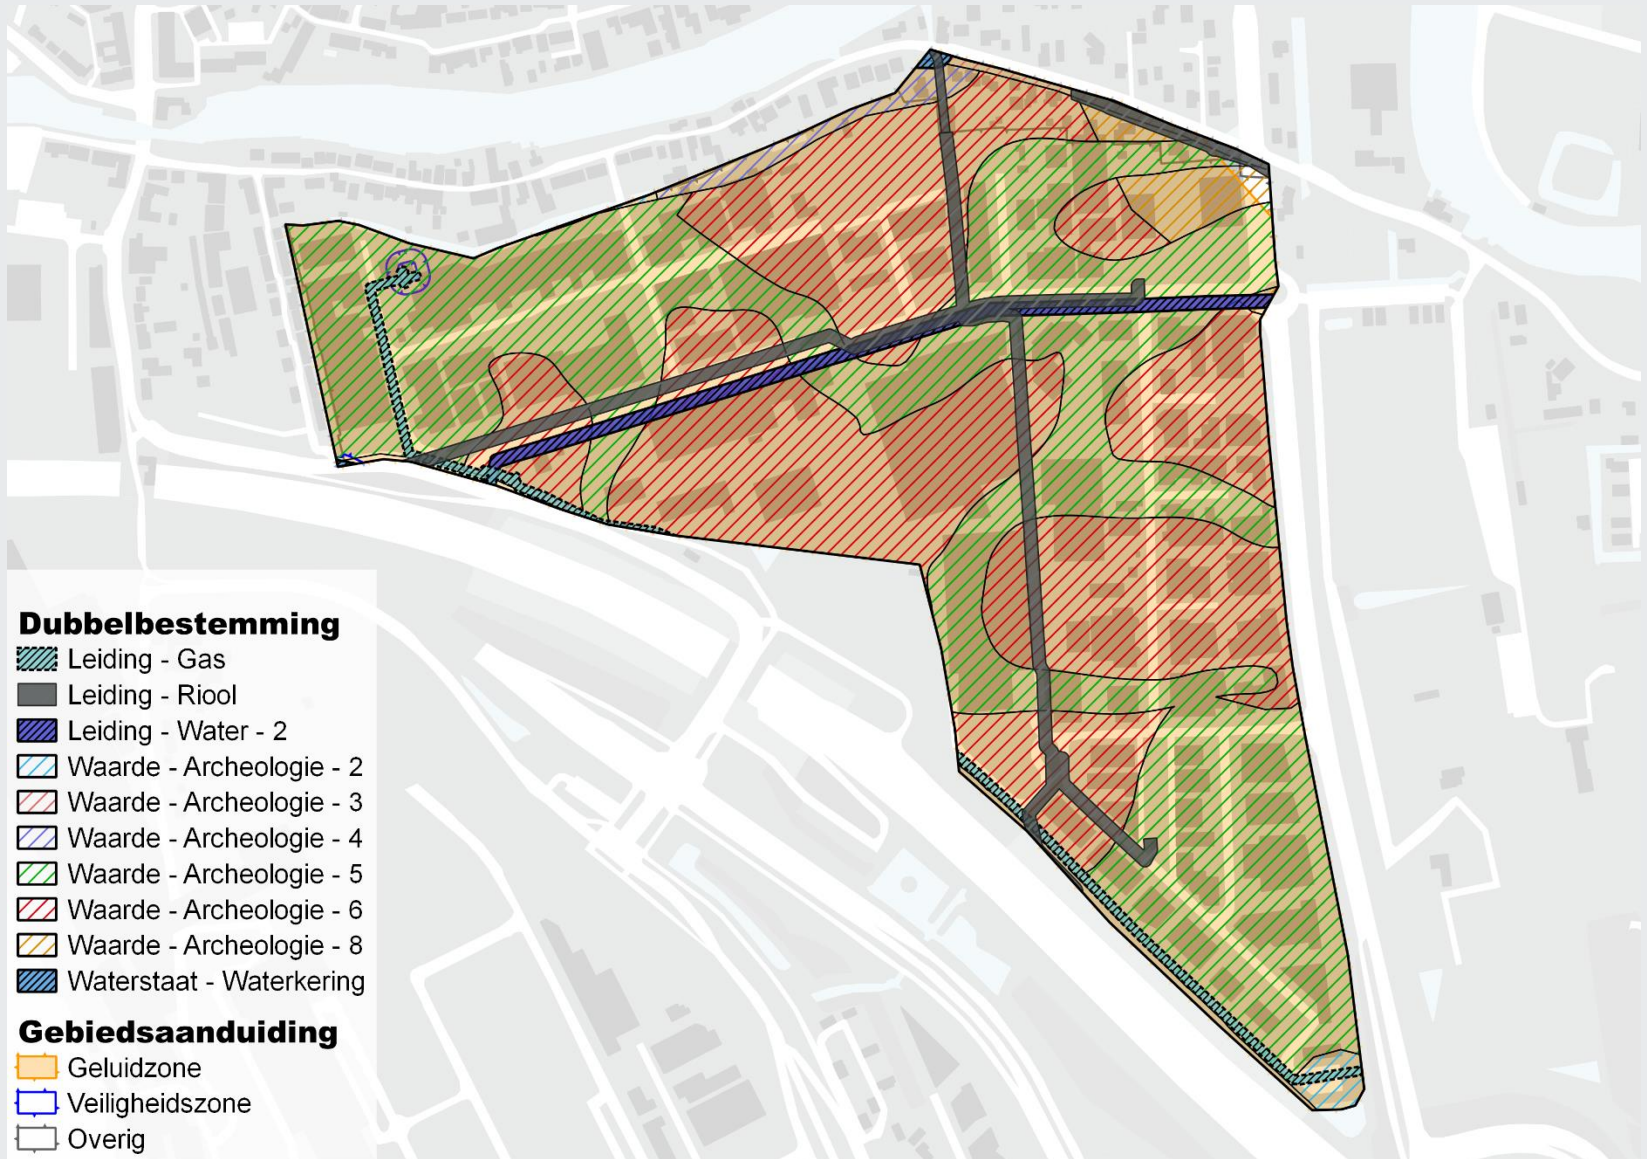 Dubbelbestemming
Leiding - Gas
Leiding - Riool
Leiding - Water - 2
Waarde - Archeologie - 2
Waarde - Archeologie - 3
Waarde - Archeologie - 4
Waarde - Archeologie - 5
Waarde - Archeologie - 6
Waarde - Archeologie - 8
Waterstaat - Waterkering
Gebiedsaanduiding
Geluidzone
Veiligheidszone
Overig